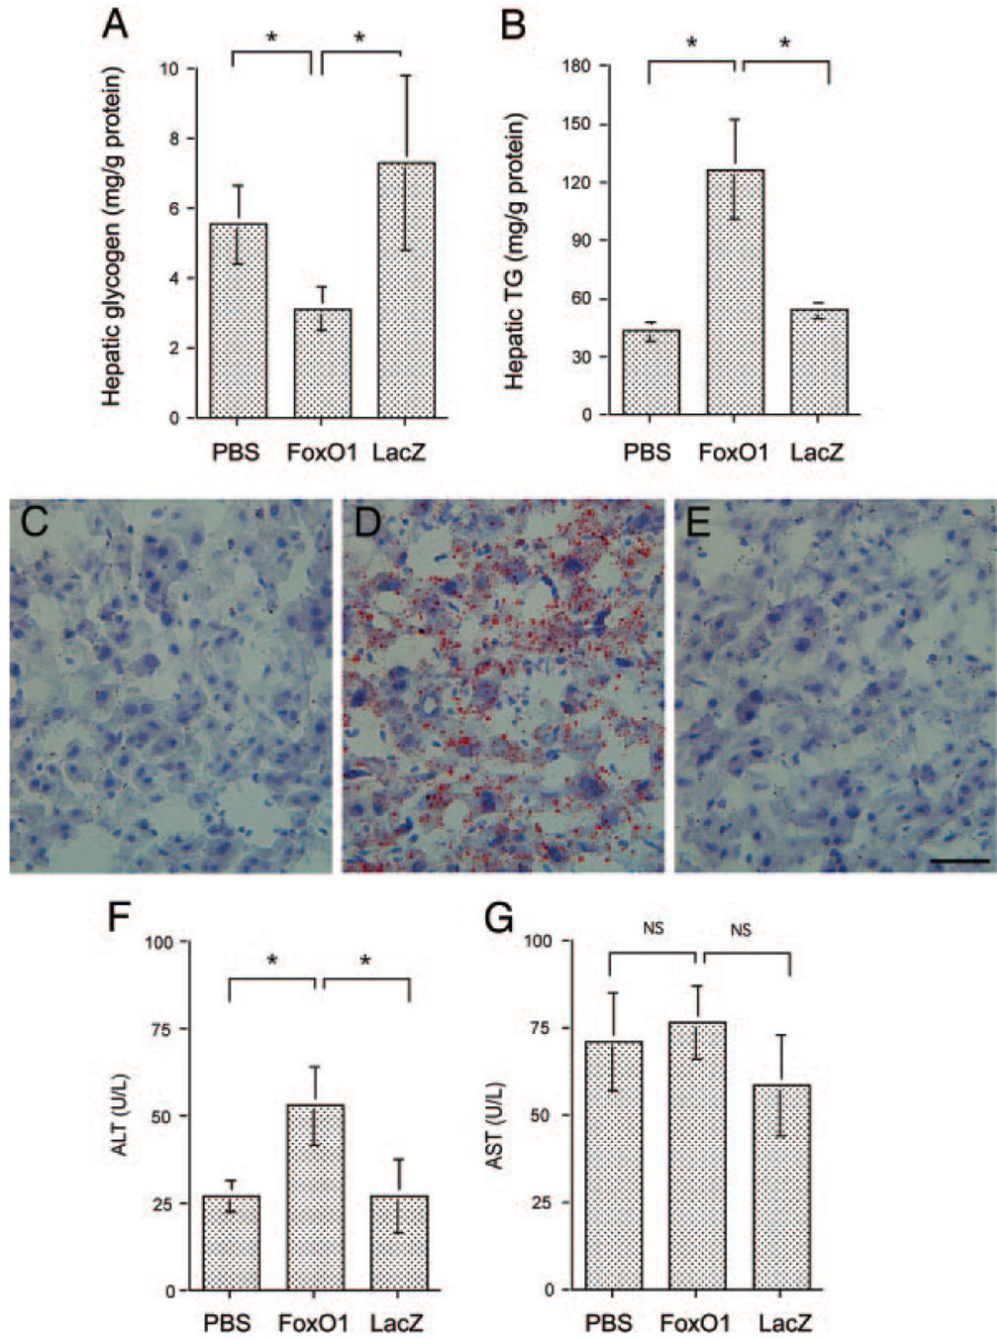 A
* *
Hepatic glycogen (mg/g protein)
10
8
6
4
2
0
PBS FoxO1 LacZ
B
* *
Hepatic TG (mg/g protein)
180
150
120
90
60
30
0
PBS FoxO1 LacZ
C D E
F
* *
ALT (U/L)
100
75
50
25
0
PBS FoxO1 LacZ
G
NS NS
AST (U/L)
100
75
50
25
0
PBS FoxO1 LacZ